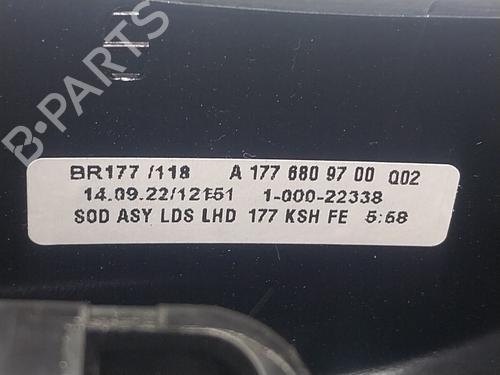 B-PARTS
BR177 /118 A 177 680 97 00 Q02
14.09.22/12151 1-000-22338
SOD ASY LDS LHD 177 KSH FE 5:58